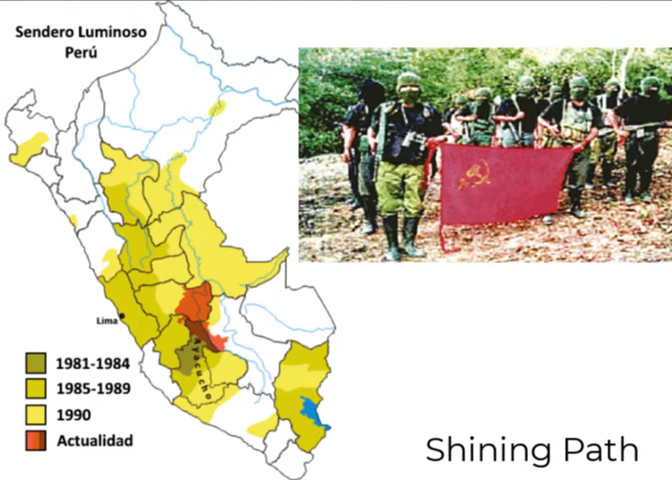 Sendero Luminoso
Perú
Lima
Ayacucho
1981-1984
1985-1989
1990
Actualidad
Shining Path